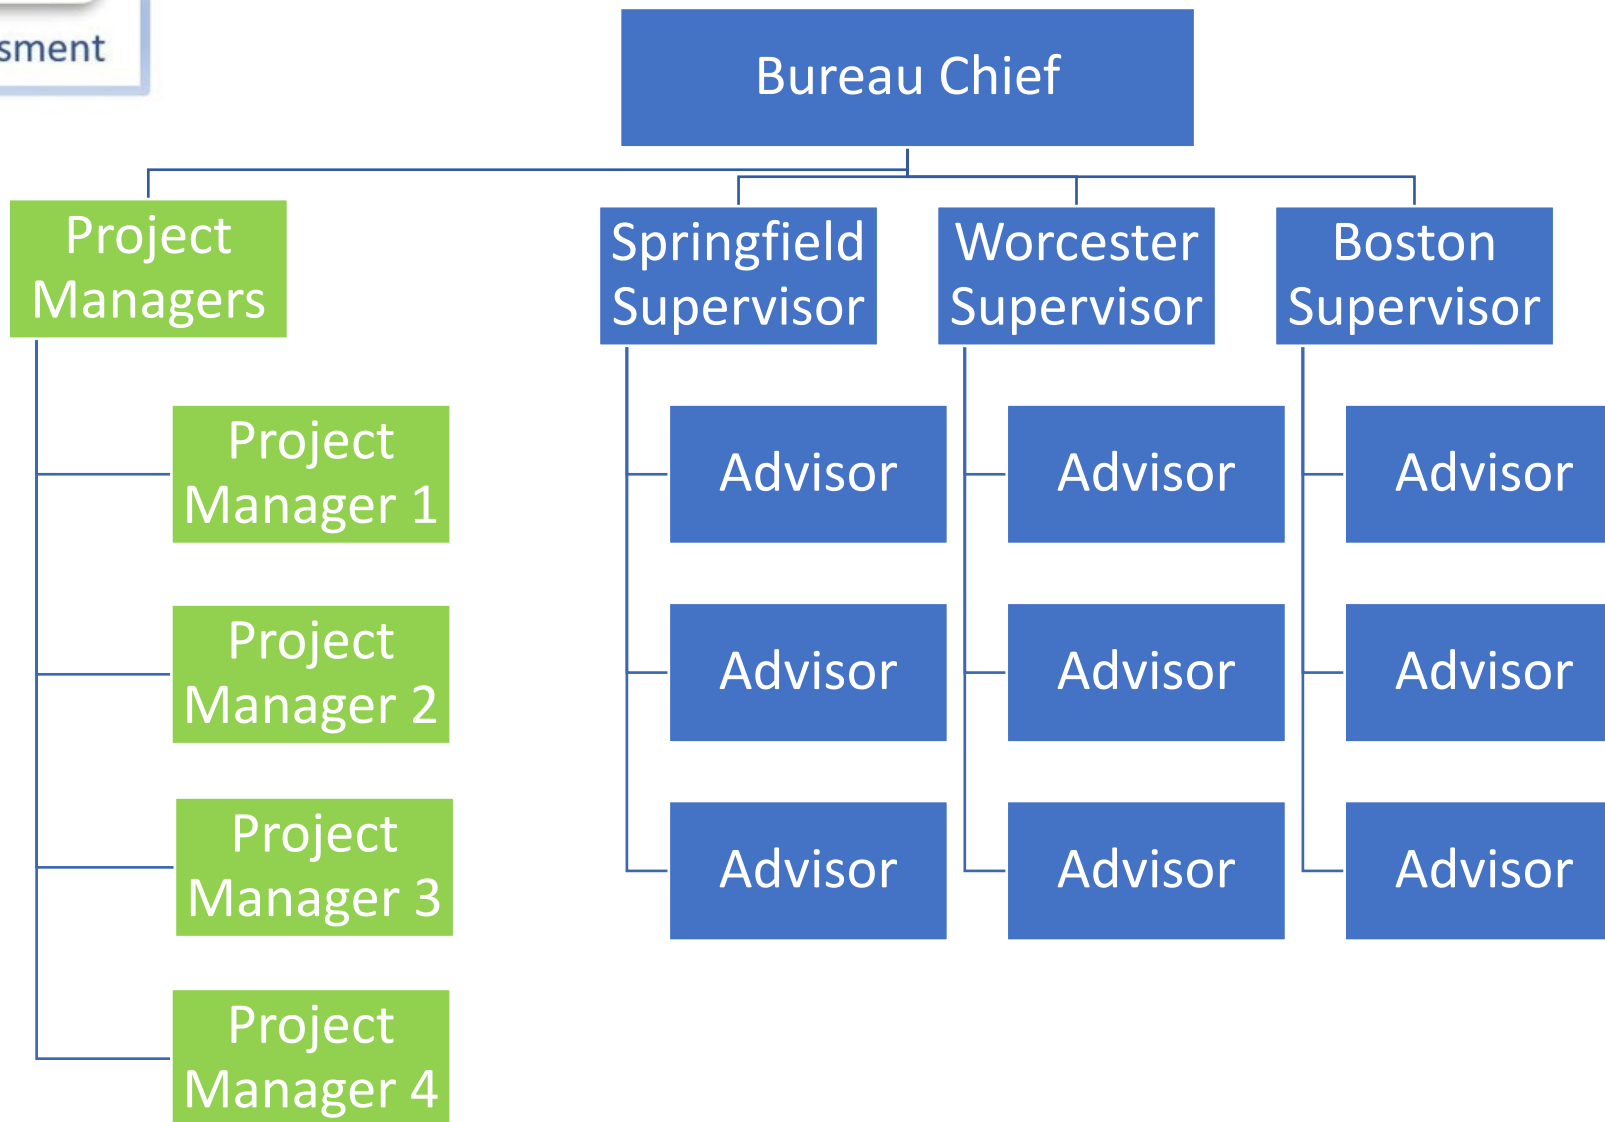 sment
Bureau Chief
Project
Managers
Springfield
Supervisor
Worcester
Supervisor
Boston
Supervisor
Project
Manager 1
Advisor
Advisor
Advisor
Project
Manager 2
Advisor
Advisor
Advisor
Project
Manager 3
Advisor
Advisor
Advisor
Project
Manager 4